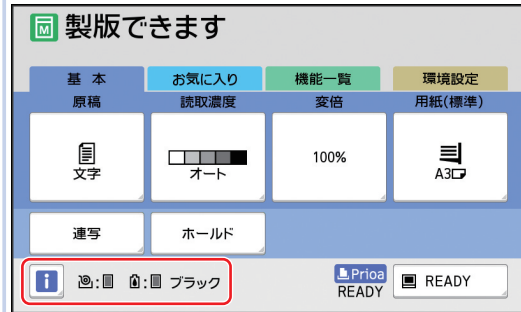 M 製版できます
基本 お気に入り 機能一覧 環境設定
原稿 読取濃度 変倍 用紙(標準)
文字 オート 100% A3
連写 ホールド
i : : ブラック Prioa READY READY